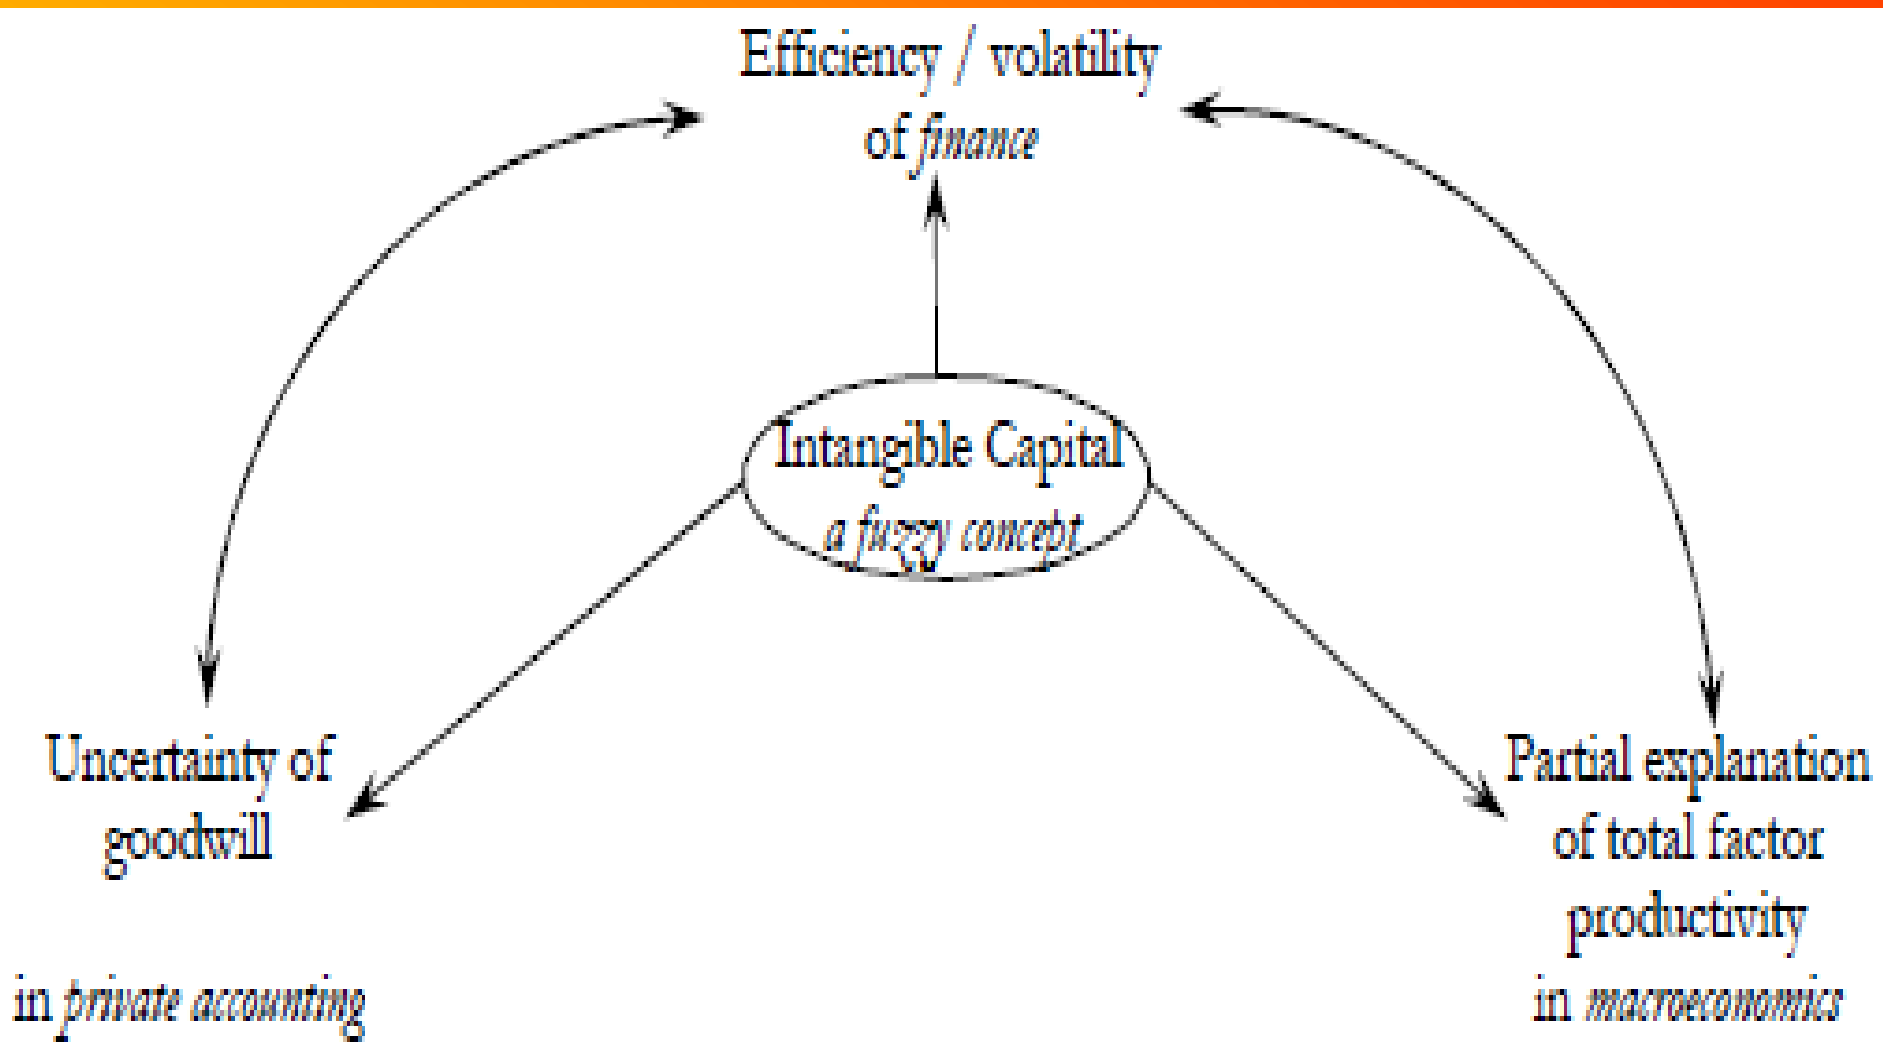 Efficiency / volatility
of finance
Intangible Capital
a fuzzy concept
Uncertainty of
goodwill
in private accounting
Partial explanation
of total factor
productivity
in macroeconomics